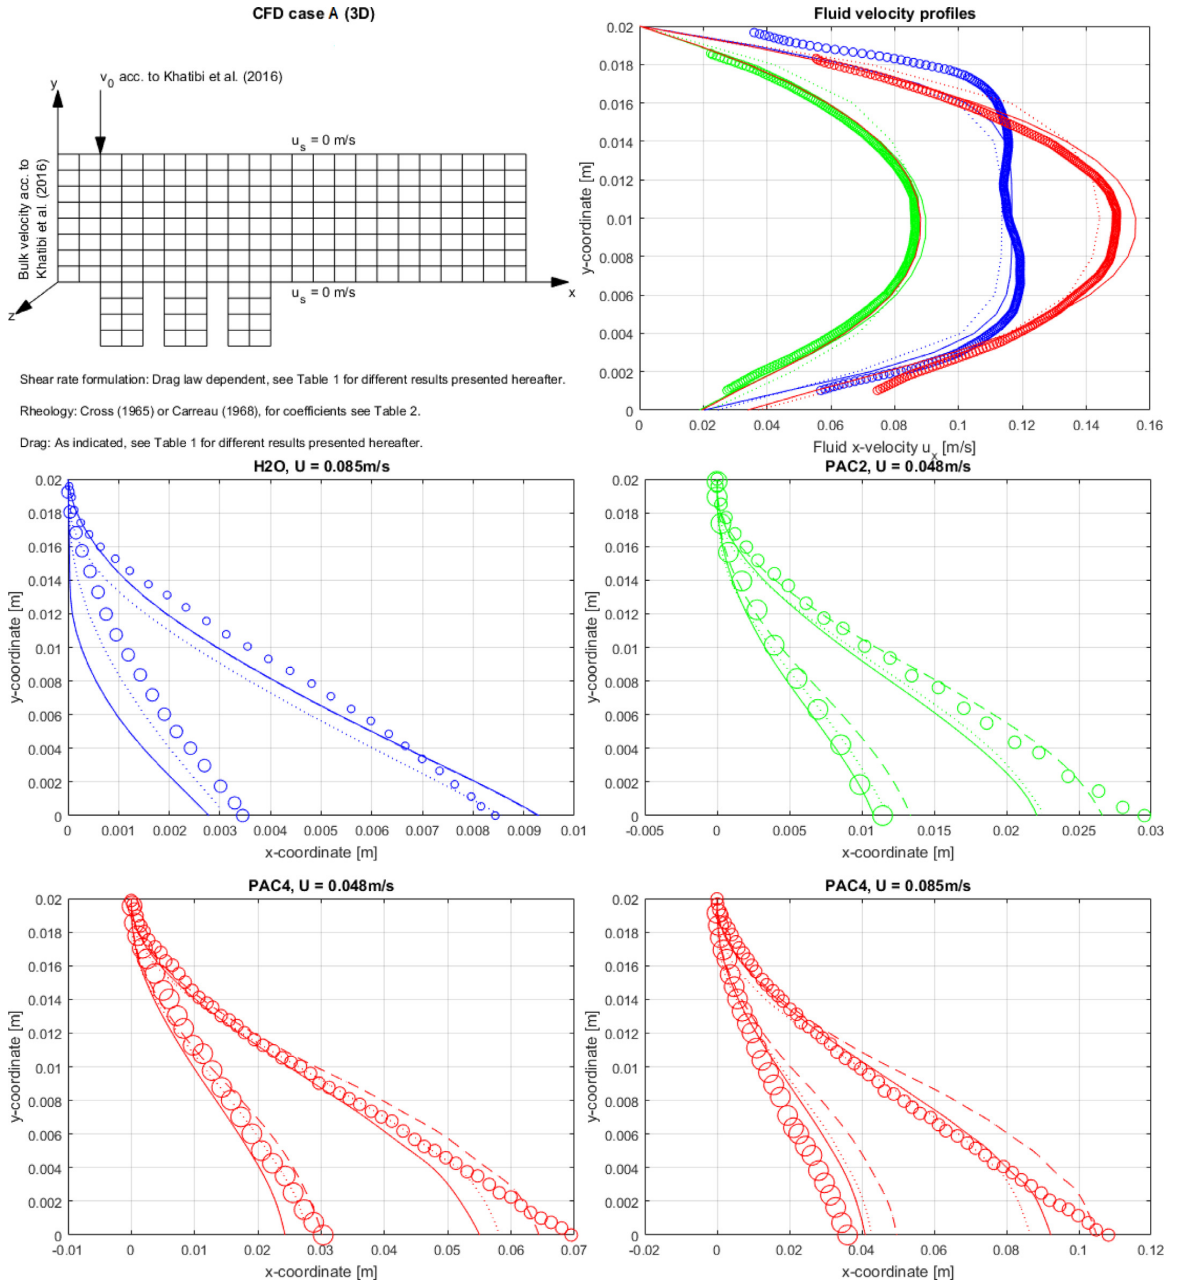 CFD case A (3D)
v0 acc. to Khatibi et al. (2016)
y
us = 0 m/s
Bulk velocity acc. to
Khatibi et al. (2016)
us = 0 m/s
x
z
Shear rate formulation: Drag law dependent, see Table 1 for different results presented hereafter.
Rheology: Cross (1965) or Carreau (1968), for coefficients see Table 2.
Drag: As indicated, see Table 1 for different results presented hereafter.
Fluid velocity profiles
0.02
0.018
0.016
0.014
0.012
0.01
0.008
0.006
0.004
0.002
0
y-coordinate [m]
0 0.02 0.04 0.06 0.08 0.1 0.12 0.14 0.16
Fluid x-velocity ux [m/s]
H2O, U = 0.085m/s
0.02
0.018
0.016
0.014
0.012
0.01
0.008
0.006
0.004
0.002
0
y-coordinate [m]
0 0.001 0.002 0.003 0.004 0.005 0.006 0.007 0.008 0.009 0.01
x-coordinate [m]
PAC2, U = 0.048m/s
0.02
0.018
0.016
0.014
0.012
0.01
0.008
0.006
0.004
0.002
0
y-coordinate [m]
-0.005 0 0.005 0.01 0.015 0.02 0.025 0.03
x-coordinate [m]
PAC4, U = 0.048m/s
0.02
0.018
0.016
0.014
0.012
0.01
0.008
0.006
0.004
0.002
0
y-coordinate [m]
-0.01 0 0.01 0.02 0.03 0.04 0.05 0.06 0.07
x-coordinate [m]
PAC4, U = 0.085m/s
0.02
0.018
0.016
0.014
0.012
0.01
0.008
0.006
0.004
0.002
0
y-coordinate [m]
-0.02 0 0.02 0.04 0.06 0.08 0.1 0.12
x-coordinate [m]